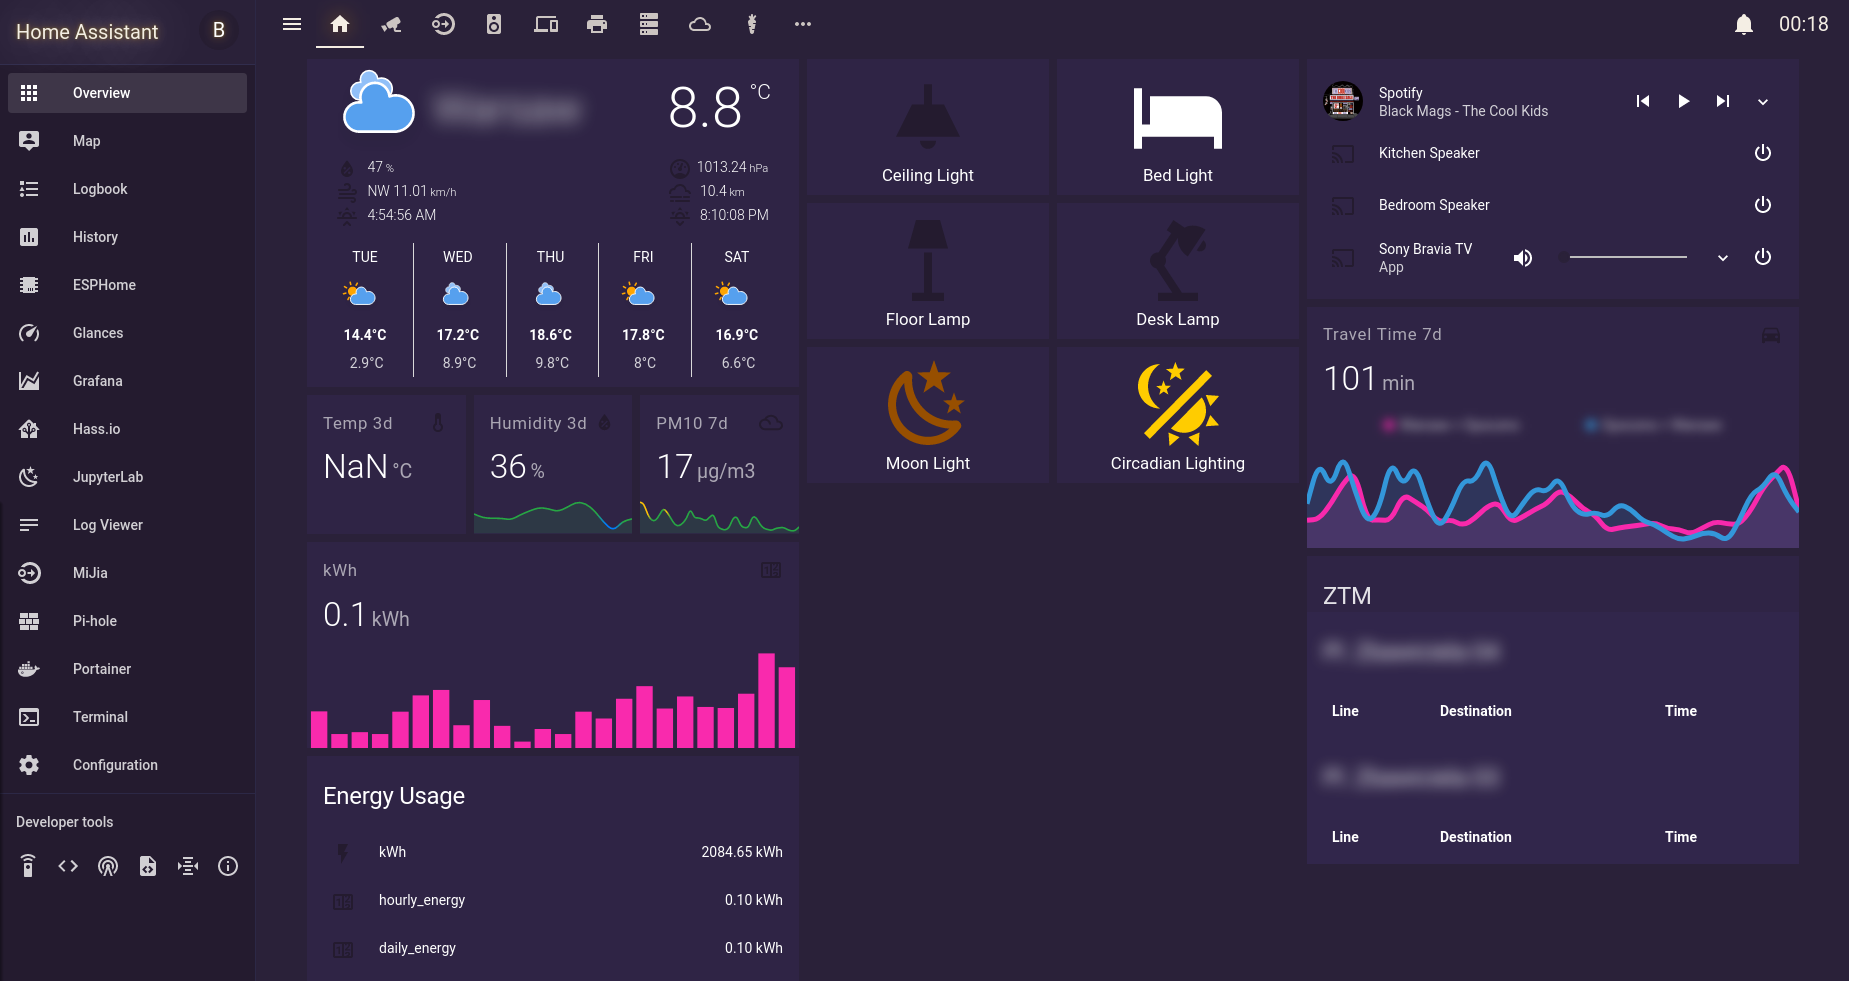 Home Assistant
B
00:18
Overview
Map
Logbook
History
ESPHome
Glances
Grafana
Hass.io
JupyterLab
Log Viewer
MiJia
Pi-hole
Portainer
Terminal
Configuration
Developer tools
8.8 °C
47 %
NW 11.01 km/h
4:54:56 AM
1013.24 hPa
10.4 km
8:10:08 PM
TUE WED THU FRI SAT
14.4°C 17.2°C 18.6°C 17.8°C 16.9°C
2.9°C 8.9°C 9.8°C 8°C 6.6°C
Temp 3d
NaN °C
Humidity 3d
36 %
PM10 7d
17 µg/m3
kWh
0.1 kWh
Energy Usage
kWh 2084.65 kWh
hourly_energy 0.10 kWh
daily_energy 0.10 kWh
Ceiling Light
Bed Light
Floor Lamp
Desk Lamp
Moon Light
Circadian Lighting
Spotify
Black Mags - The Cool Kids
Kitchen Speaker
Bedroom Speaker
Sony Bravia TV
App
Travel Time 7d
101 min
ZTM
Line Destination Time
Line Destination Time